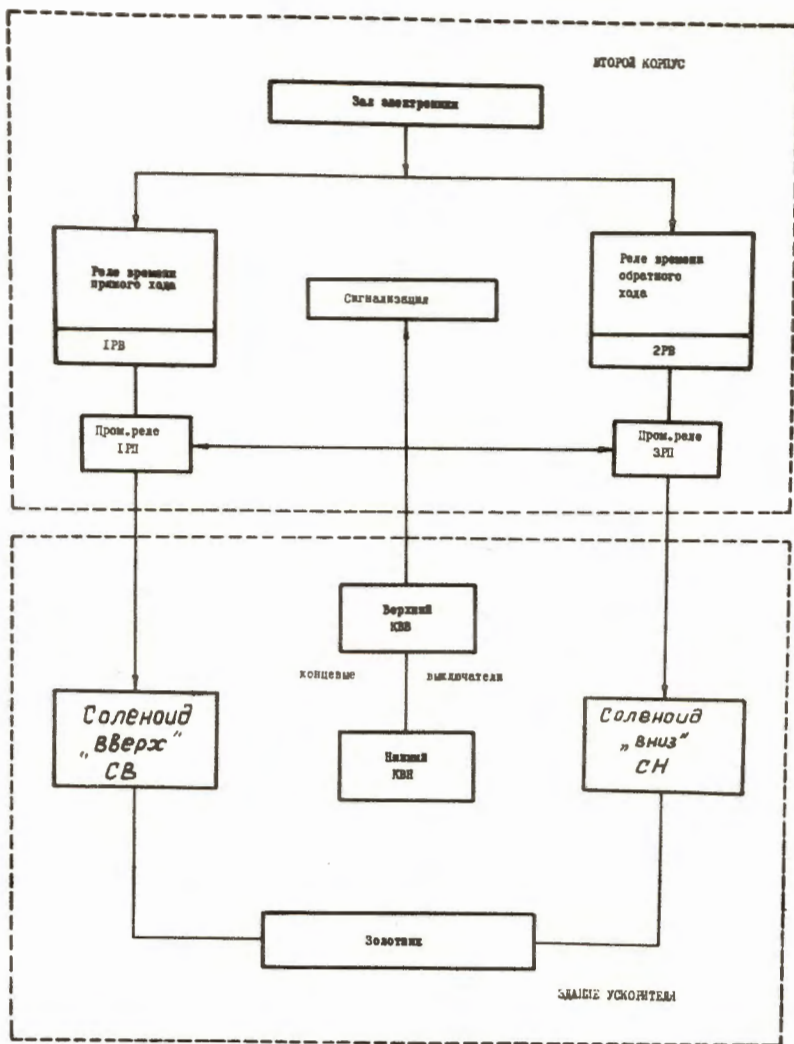 ВТОРОЙ КОРПУС
Зал электроники
Реле времени
прямого хода
1РВ
Реле времени
обратного
хода
2РВ
Сигнализация
Пром.реле
1РП
Пром.реле
3РП
Верхний
КВВ
концевые выключатели
Нижний
КВН
Соленоид
„вверх"
СВ
Соленоид
„вниз"
СН
Золотник
ЗДАНИЕ УСКОРИТЕЛЯ